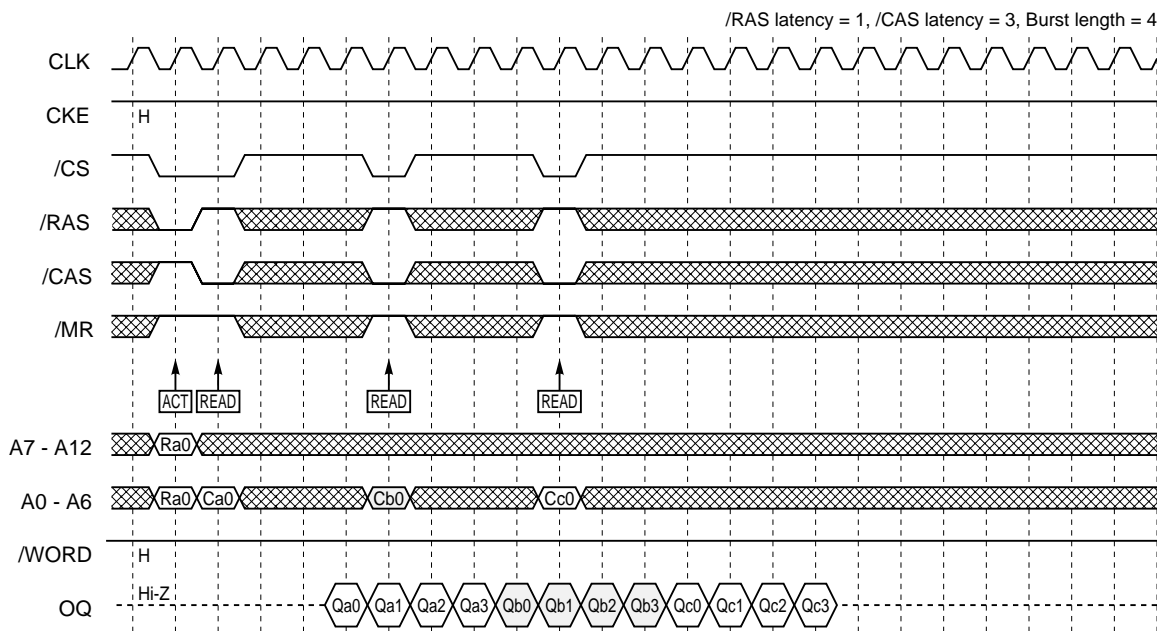 /RAS latency = 1, /CAS latency = 3, Burst length = 4
CLK
CKE H
/CS
/RAS
/CAS
/MR
ACT READ READ READ
A7 - A12 Ra0
A0 - A6 Ra0 Ca0 Cb0 Cc0
/WORD H
OQ Hi-Z Qa0 Qa1 Qa2 Qa3 Qb0 Qb1 Qb2 Qb3 Qc0 Qc1 Qc2 Qc3